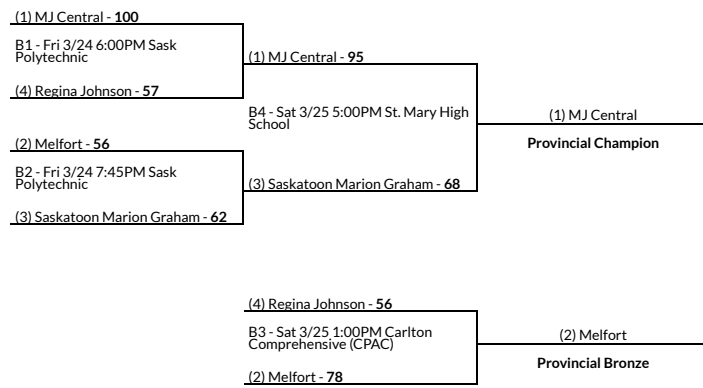 (1) MJ Central - 100
B1 - Fri 3/24 6:00PM Sask
Polytechnic
(4) Regina Johnson - 57
(1) MJ Central - 95
B4 - Sat 3/25 5:00PM St. Mary High
School
(1) MJ Central
Provincial Champion
(2) Melfort - 56
B2 - Fri 3/24 7:45PM Sask
Polytechnic
(3) Saskatoon Marion Graham - 62
(3) Saskatoon Marion Graham - 68
(4) Regina Johnson - 56
B3 - Sat 3/25 1:00PM Carlton
Comprehensive (CPAC)
(2) Melfort - 78
(2) Melfort
Provincial Bronze